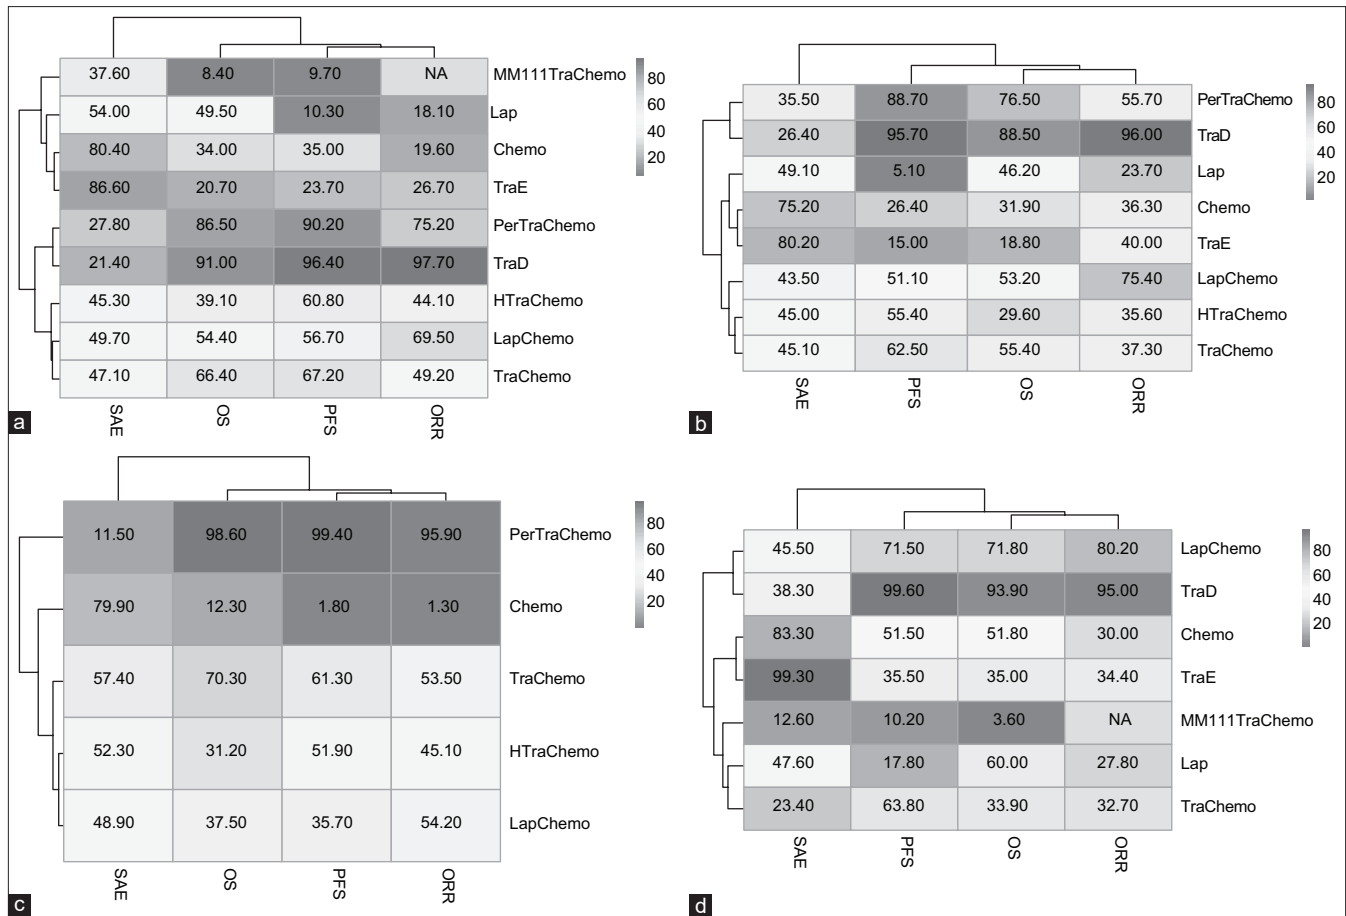 37.60 8.40 9.70 NA MM111TraChemo
54.00 49.50 10.30 18.10 Lap
80.40 34.00 35.00 19.60 Chemo
86.60 20.70 23.70 26.70 TraE
27.80 86.50 90.20 75.20 PerTraChemo
21.40 91.00 96.40 97.70 TraD
45.30 39.10 60.80 44.10 HTraChemo
49.70 54.40 56.70 69.50 LapChemo
47.10 66.40 67.20 49.20 TraChemo
SAE OS PFS ORR
80
60
40
20
a
35.50 88.70 76.50 55.70 PerTraChemo
26.40 95.70 88.50 96.00 TraD
49.10 5.10 46.20 23.70 Lap
75.20 26.40 31.90 36.30 Chemo
80.20 15.00 18.80 40.00 TraE
43.50 51.10 53.20 75.40 LapChemo
45.00 55.40 29.60 35.60 HTraChemo
45.10 62.50 55.40 37.30 TraChemo
SAE PFS OS ORR
80
60
40
20
b
11.50 98.60 99.40 95.90 PerTraChemo
79.90 12.30 1.80 1.30 Chemo
57.40 70.30 61.30 53.50 TraChemo
52.30 31.20 51.90 45.10 HTraChemo
48.90 37.50 35.70 54.20 LapChemo
SAE OS PFS ORR
80
60
40
20
c
45.50 71.50 71.80 80.20 LapChemo
38.30 99.60 93.90 95.00 TraD
83.30 51.50 51.80 30.00 Chemo
99.30 35.50 35.00 34.40 TraE
12.60 10.20 3.60 NA MM111TraChemo
47.60 17.80 60.00 27.80 Lap
23.40 63.80 33.90 32.70 TraChemo
SAE PFS OS ORR
80
60
40
20
d